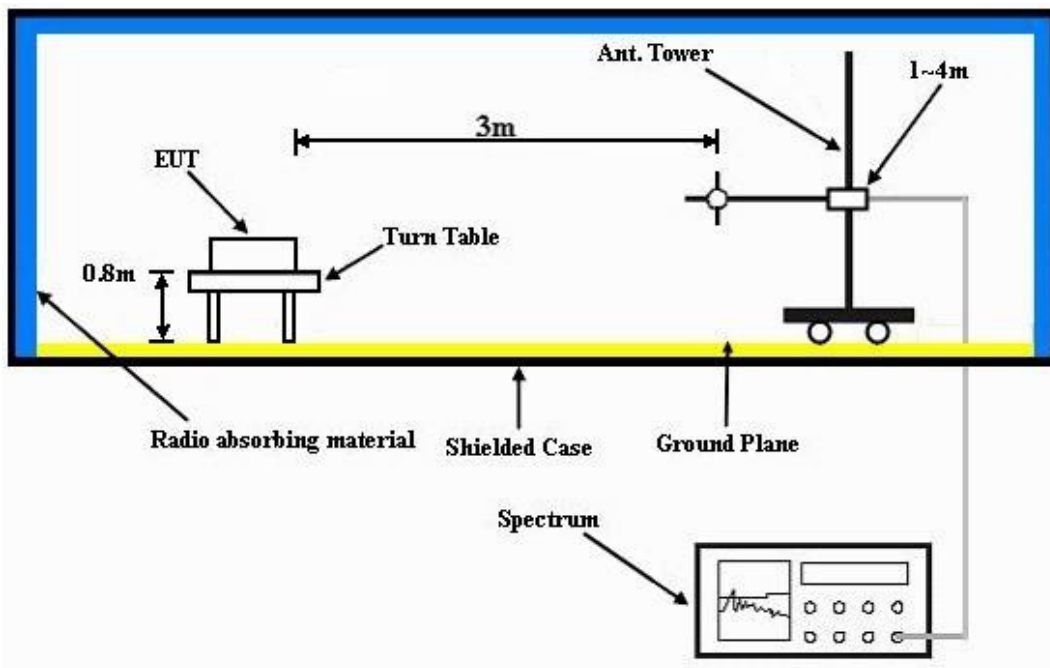 Ant. Tower
1~4m
3m
EUT
Turn Table
0.8m
Radio absorbing material
Shielded Case
Ground Plane
Spectrum